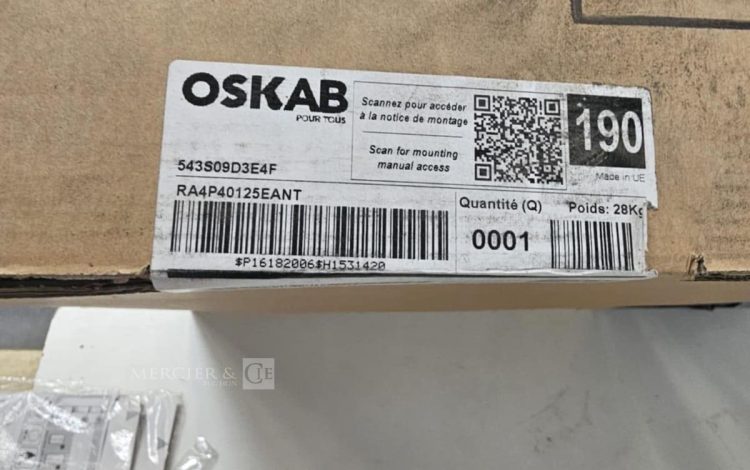 OSKAB
POUR TOUS
Scannez pour accéder
à la notice de montage
Scan for mounting
manual access
190
Made in UE
543S09D3E4F
RA4P40125EANT
Quantité (Q)
Poids: 28Kg
0001
$P16182006$H1531420
MERCIER & CIE
AUCTION